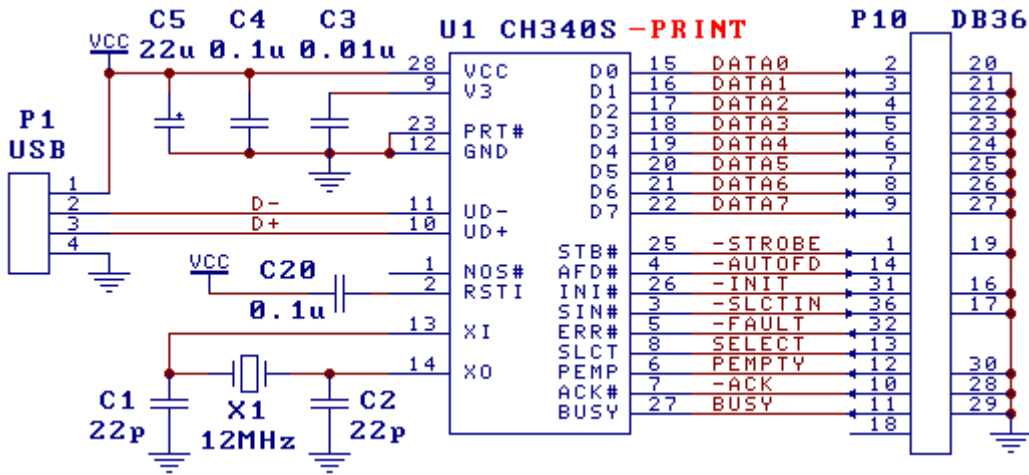 C5 C4 C3 U1 CH340S -PRINT P10 DB36
VCC 22u 0.1u 0.01u
28 VCC D0 15 DATA0 2 20
9 V3 D1 16 DATA1 3 21
D2 17 DATA2 4 22
P1 23 PRT# D3 18 DATA3 5 23
USB 12 GND D4 19 DATA4 6 24
D5 20 DATA5 7 25
1 D6 21 DATA6 8 26
2 D- 11 UD- D7 22 DATA7 9 27
3 D+ 10 UD+
4 STB# 25 -STROBE 1 19
VCC C20 1 NOS# AFD# 4 -AUTOFD 14
2 RSTI INI# 26 -INIT 31 16
0.1u SIN# 3 -SLCTIN 36 17
13 XI ERR# 5 -FAULT 32
SLCT 8 SELECT 13
14 XO PEMP 6 PEMPTY 12 30
ACK# 7 -ACK 10 28
C1 X1 C2 BUSY 27 BUSY 11 29
22p 12MHz 22p 18